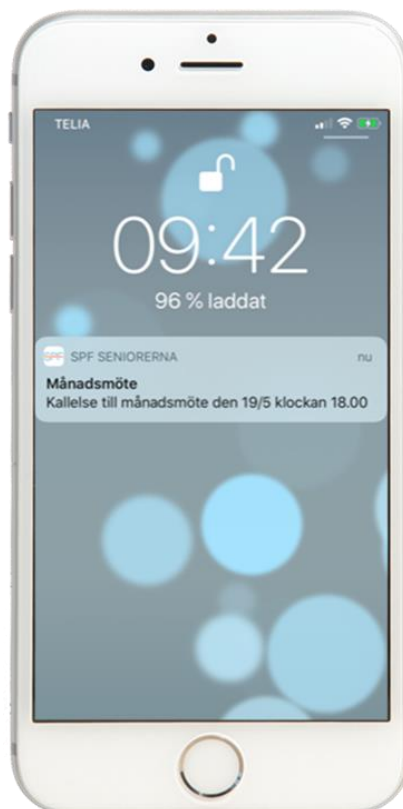 TELIA
09:42
96 % laddat
SPF SPF SENIORERNA nu
Månadsmöte
Kallelse till månadsmöte den 19/5 klockan 18.00